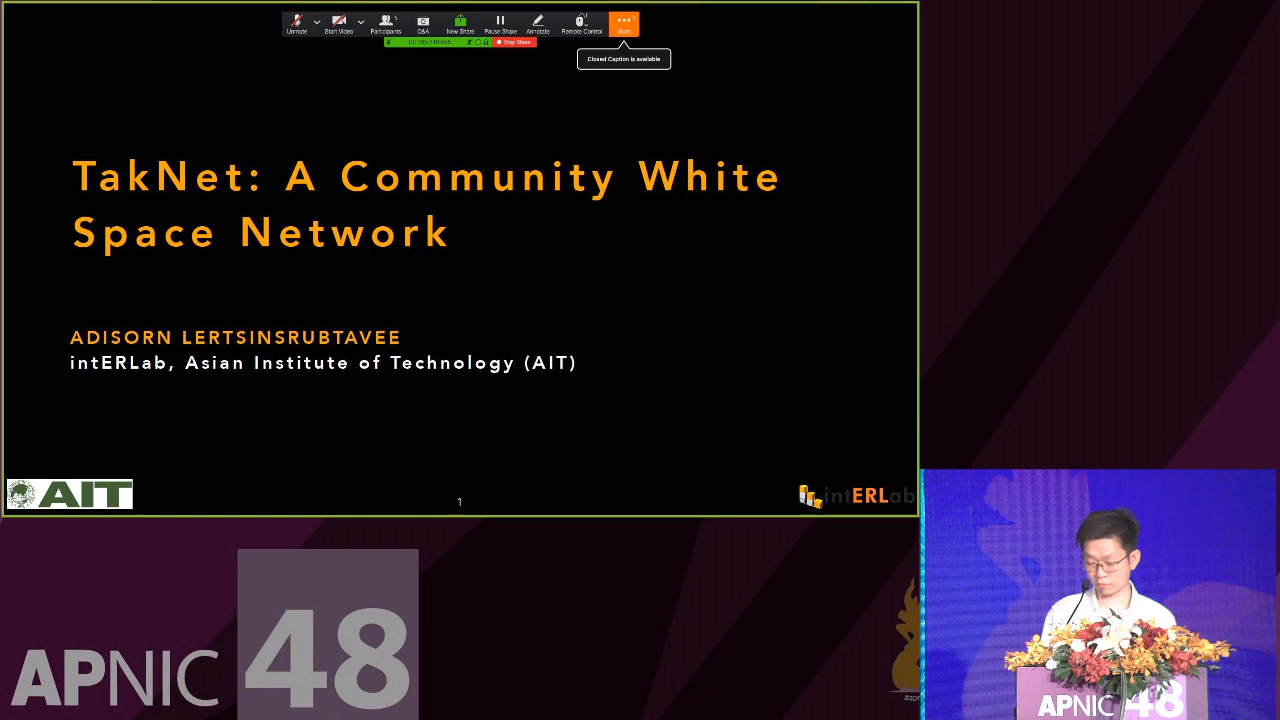 Unmute
Start Video
Participants
Q&A
New Share
Pause Share
Annotate
Remote Control
More
Stop Share
Closed Caption is available
TakNet: A Community White
Space Network
ADISORN LERTSINSRUBTAVEE
intERLab, Asian Institute of Technology (AIT)
AIT
1
intERLab
APNIC 48
APNIC 48